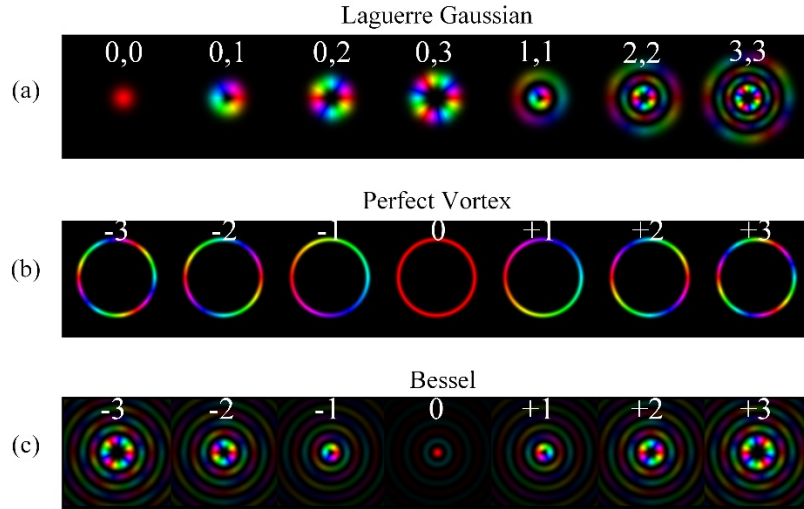 Laguerre Gaussian
(a)
0,0 0,1 0,2 0,3 1,1 2,2 3,3
Perfect Vortex
(b)
-3 -2 -1 0 +1 +2 +3
Bessel
(c)
-3 -2 -1 0 +1 +2 +3